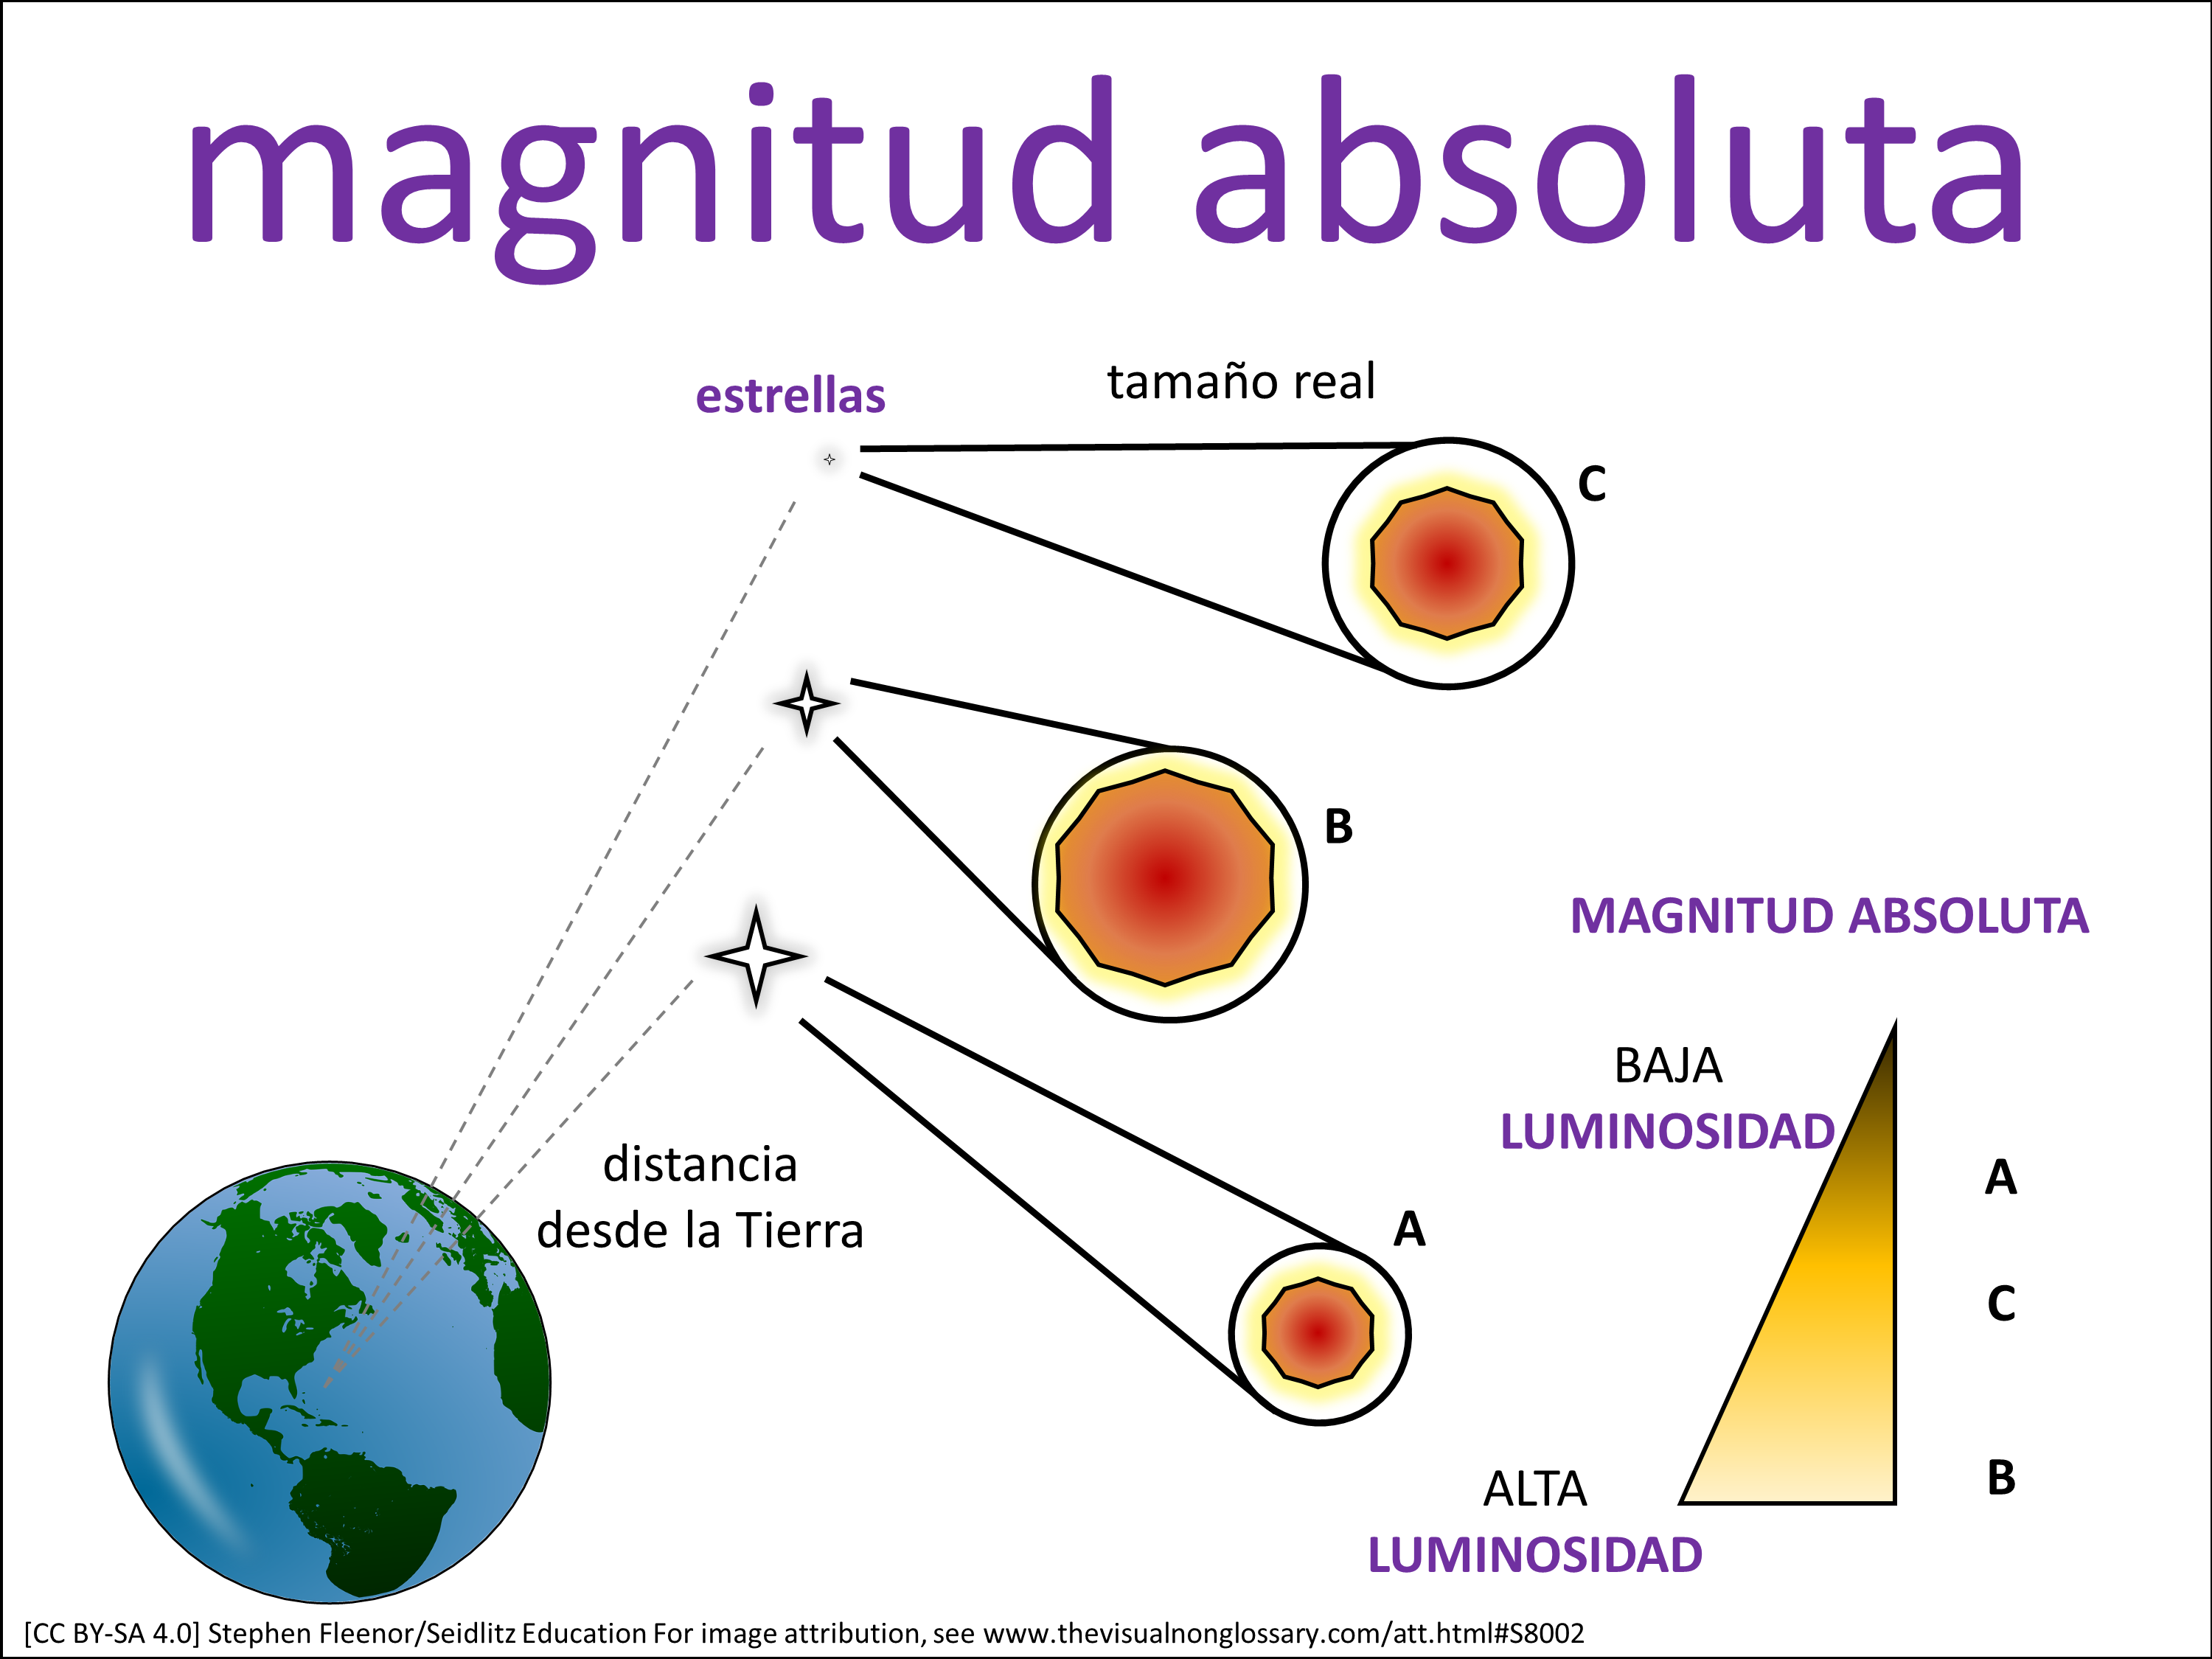 magnitud absoluta
estrellas
tamaño real
C
B
MAGNITUD ABSOLUTA
BAJA
LUMINOSIDAD
A
distancia
desde la Tierra
A
C
B
ALTA
LUMINOSIDAD
[CC BY-SA 4.0] Stephen Fleenor/Seidlitz Education For image attribution, see www.thevisualnonglossary.com/att.html#S8002